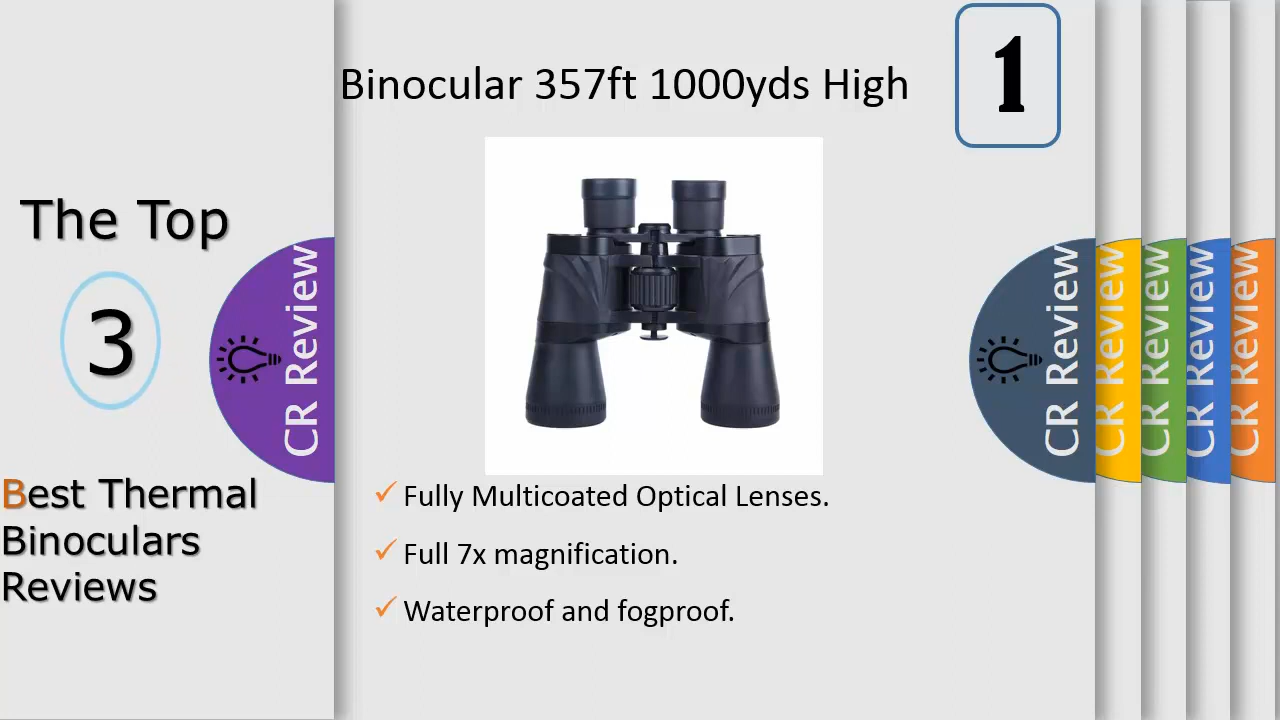 The Top
3
Best Thermal
Binoculars
Reviews
CR Review
Binocular 357ft 1000yds High
1
✓ Fully Multicoated Optical Lenses.
✓ Full 7x magnification.
✓ Waterproof and fogproof.
CR Review
CR Review
CR Review
CR Review
CR Review